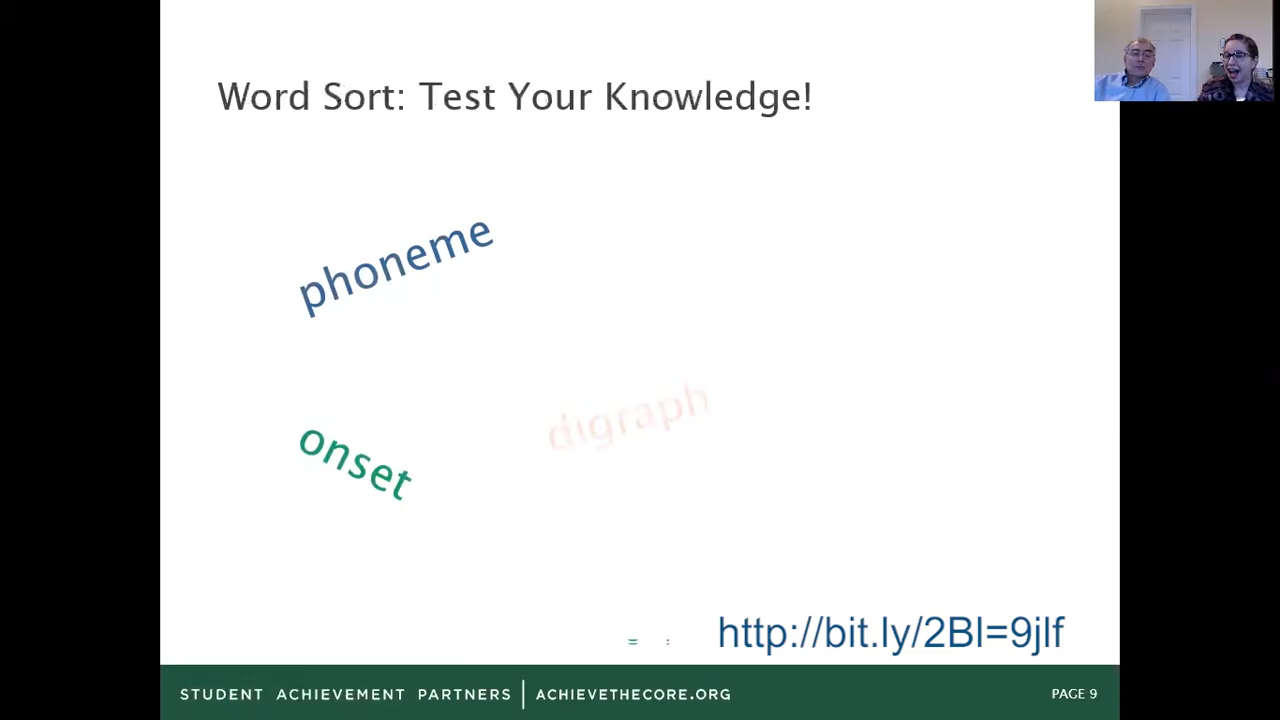 Word Sort: Test Your Knowledge!
phoneme
digraph
onset
http://bit.ly/2BI=9jlf
STUDENT ACHIEVEMENT PARTNERS | ACHIEVETHECORE.ORG
PAGE 9